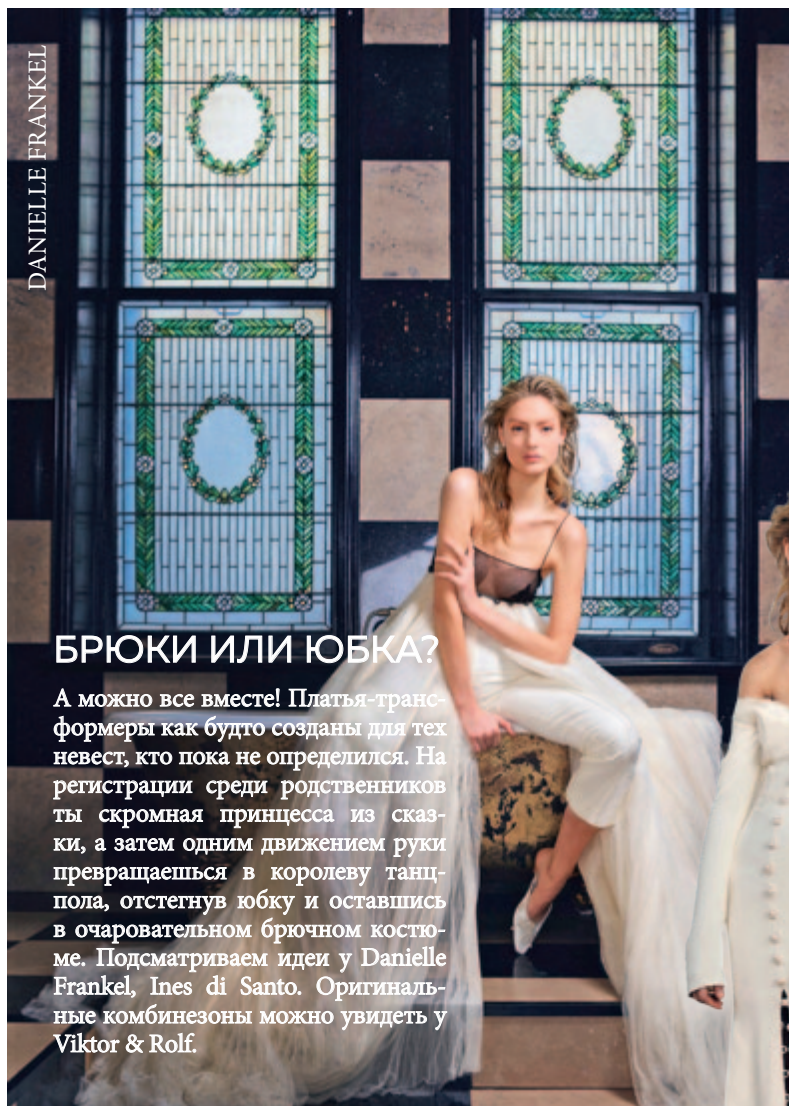 DANIELLE FRANKEL
БРЮКИ ИЛИ ЮБКА?
А можно все вместе! Платья-транс-
формеры как будто созданы для тех
невест, кто пока не определился. На
регистрации среди родственников
ты скромная принцесса из сказ-
ки, а затем одним движением руки
превращаешься в королеву танц-
пола, отстегнув юбку и оставшись
в очаровательном брючном костю-
ме. Подсматриваем идеи у Danielle
Frankel, Ines di Santo. Оригиналь-
ные комбинезоны можно увидеть у
Viktor & Rolf.